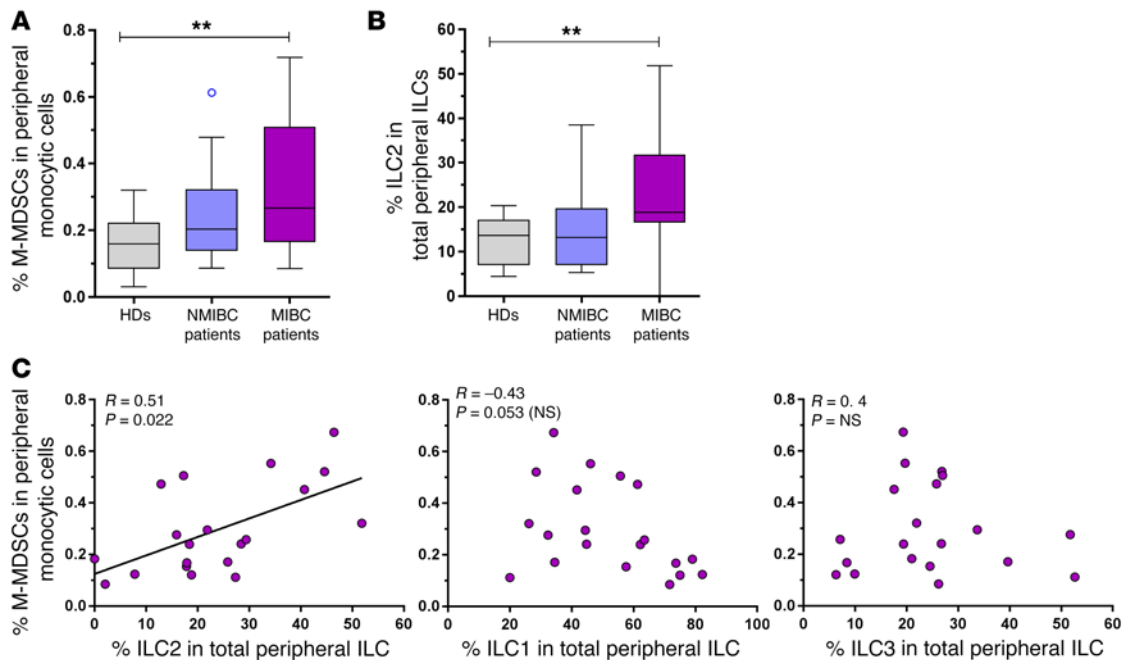 A
% M-MDSCs in peripheral
monocytic cells
0.8
0.6
0.4
0.2
0.0
**
HDs
NMIBC
patients
MIBC
patients
B
% ILC2 in
total peripheral ILCs
60
50
40
30
20
10
0
**
HDs
NMIBC
patients
MIBC
patients
C
% M-MDSCs in peripheral
monocytic cells
R = 0.51
P = 0.022
0.8
0.6
0.4
0.2
0.0
0 10 20 30 40 50 60
% ILC2 in total peripheral ILC
R = −0.43
P = 0.053 (NS)
0.8
0.6
0.4
0.2
0.0
0 20 40 60 80 100
% ILC1 in total peripheral ILC
R = 0. 4
P = NS
0.8
0.6
0.4
0.2
0.0
0 10 20 30 40 50 60
% ILC3 in total peripheral ILC